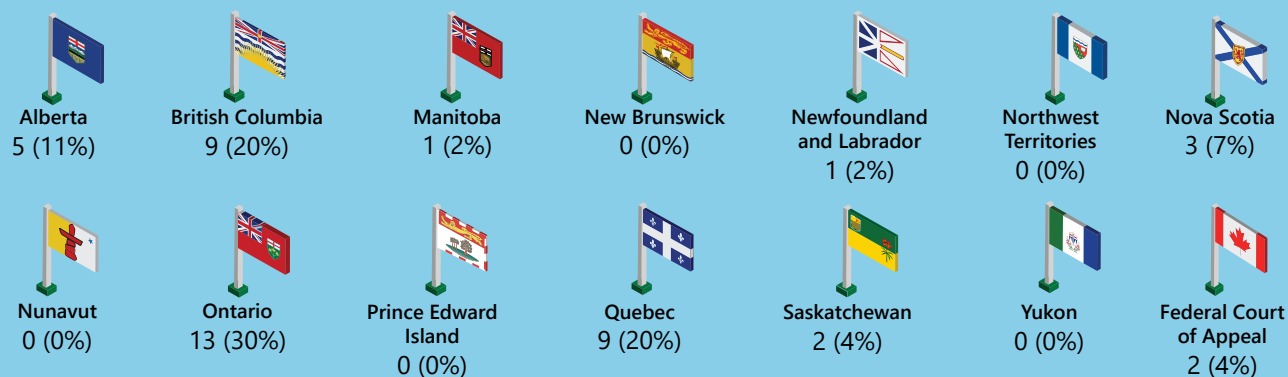 Alberta
5 (11%)
British Columbia
9 (20%)
Manitoba
1 (2%)
New Brunswick
0 (0%)
Newfoundland
and Labrador
1 (2%)
Northwest
Territories
0 (0%)
Nova Scotia
3 (7%)
Nunavut
0 (0%)
Ontario
13 (30%)
Prince Edward
Island
0 (0%)
Quebec
9 (20%)
Saskatchewan
2 (4%)
Yukon
0 (0%)
Federal Court
of Appeal
2 (4%)